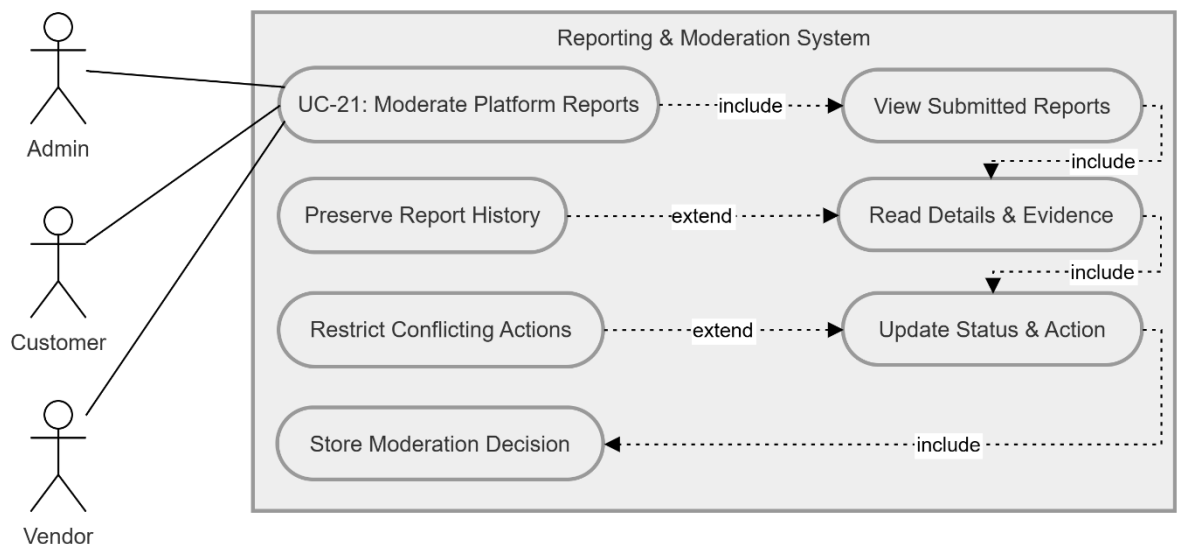 Reporting & Moderation System
Admin
Customer
Vendor
UC-21: Moderate Platform Reports
include
View Submitted Reports
include
Preserve Report History
extend
Read Details & Evidence
include
Restrict Conflicting Actions
extend
Update Status & Action
Store Moderation Decision
include